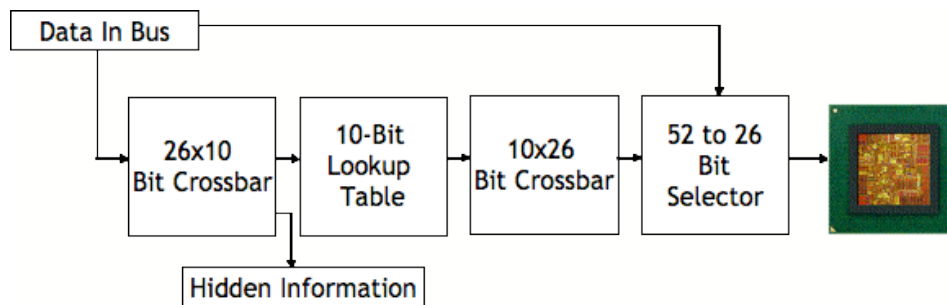 Data In Bus
26x10
Bit Crossbar
10-Bit
Lookup
Table
10x26
Bit Crossbar
52 to 26
Bit
Selector
Hidden Information